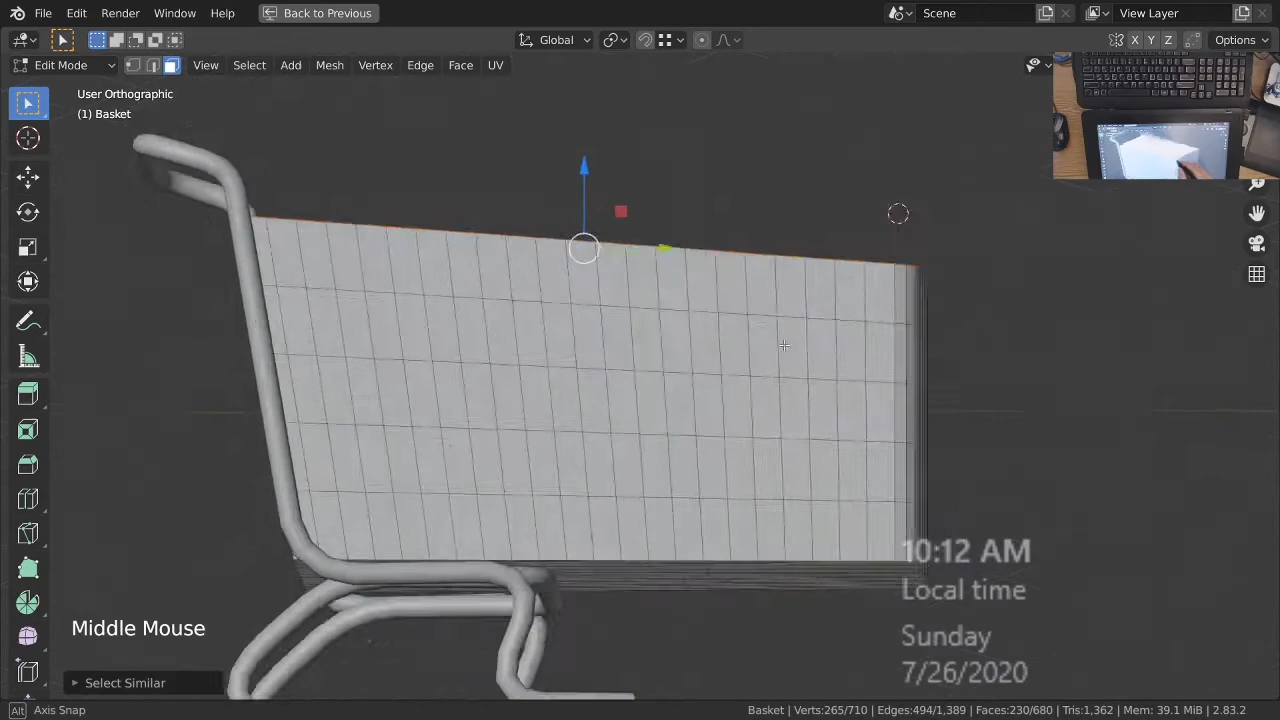 File Edit Render Window Help Back to Previous Scene View Layer
Global X Y Z Options
Edit Mode View Select Add Mesh Vertex Edge Face UV
User Orthographic
(1) Basket
10:12 AM
Local time
Sunday
7/26/2020
Middle Mouse
Select Similar
Alt Axis Snap Basket | Verts:265/710 | Edges:494/1,389 | Faces:230/680 | Tris:1,362 | Mem: 39.1 MiB | 2.83.2